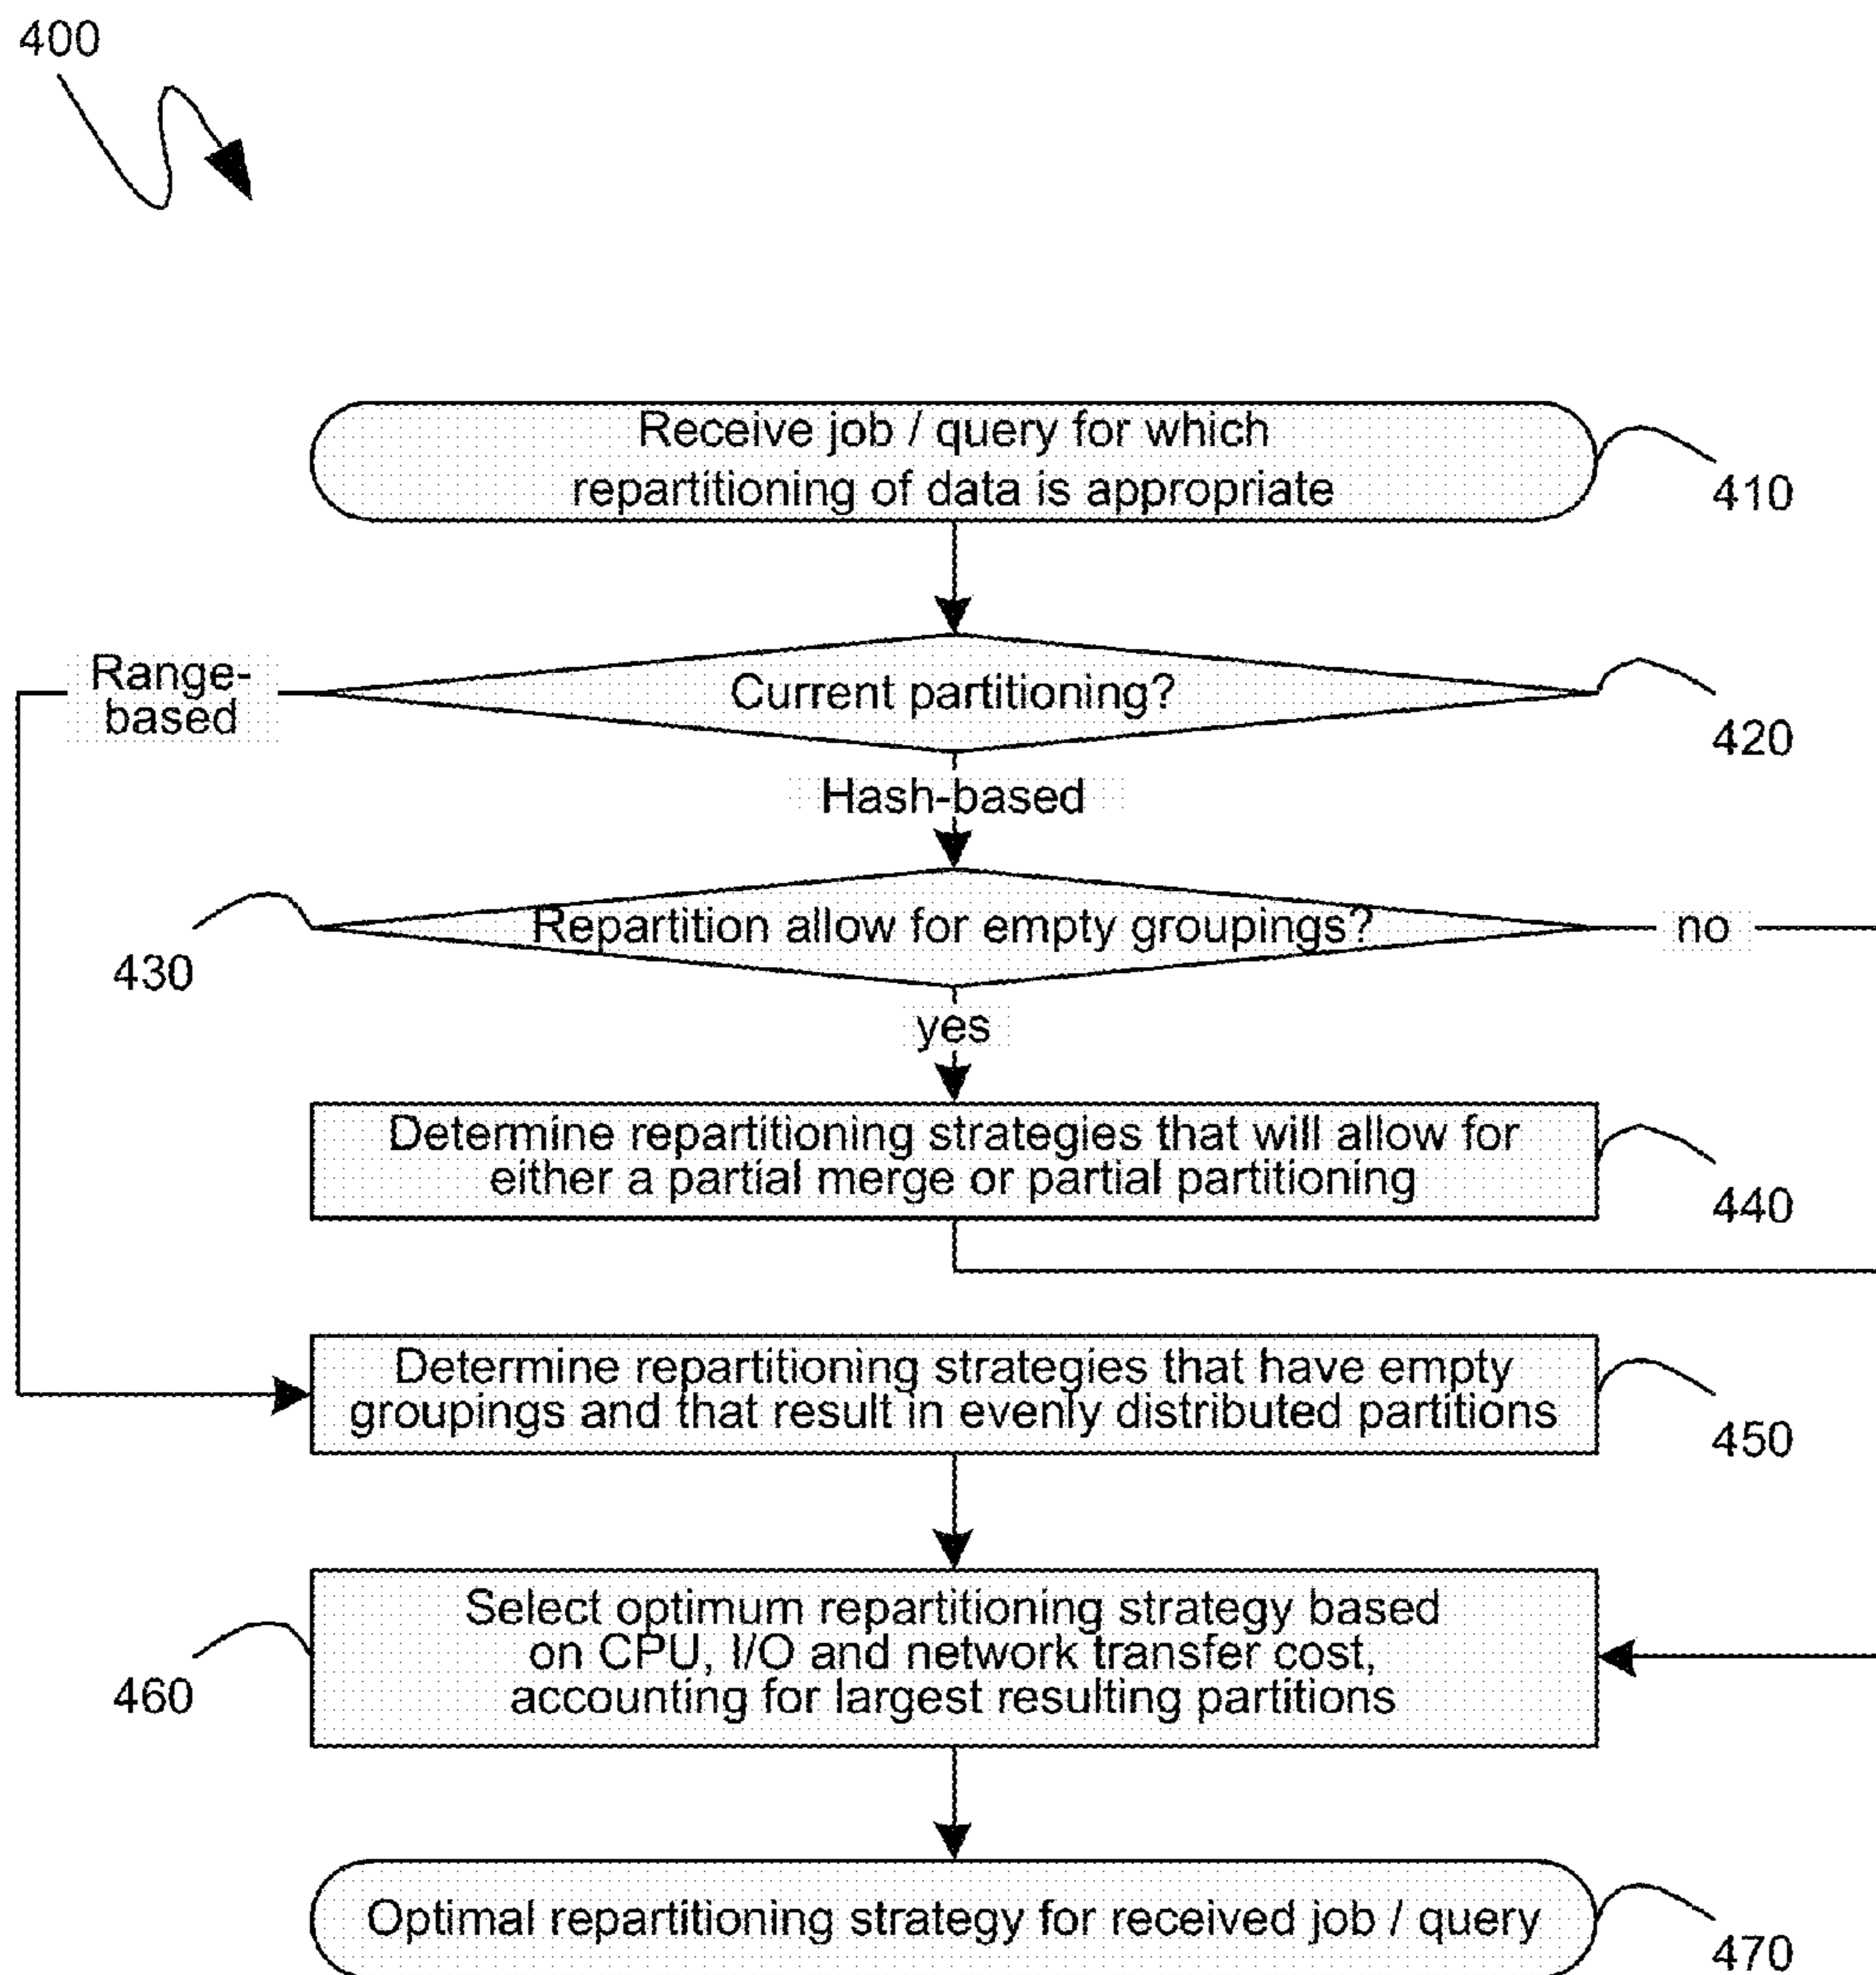 400
Receive job / query for which
repartitioning of data is appropriate
410
Range-
based
Current partitioning?
420
Hash-based
Repartition allow for empty groupings?
no
430
yes
Determine repartitioning strategies that will allow for
either a partial merge or partial partitioning
440
Determine repartitioning strategies that have empty
groupings and that result in evenly distributed partitions
450
Select optimum repartitioning strategy based
on CPU, I/O and network transfer cost,
accounting for largest resulting partitions
460
Optimal repartitioning strategy for received job / query
470